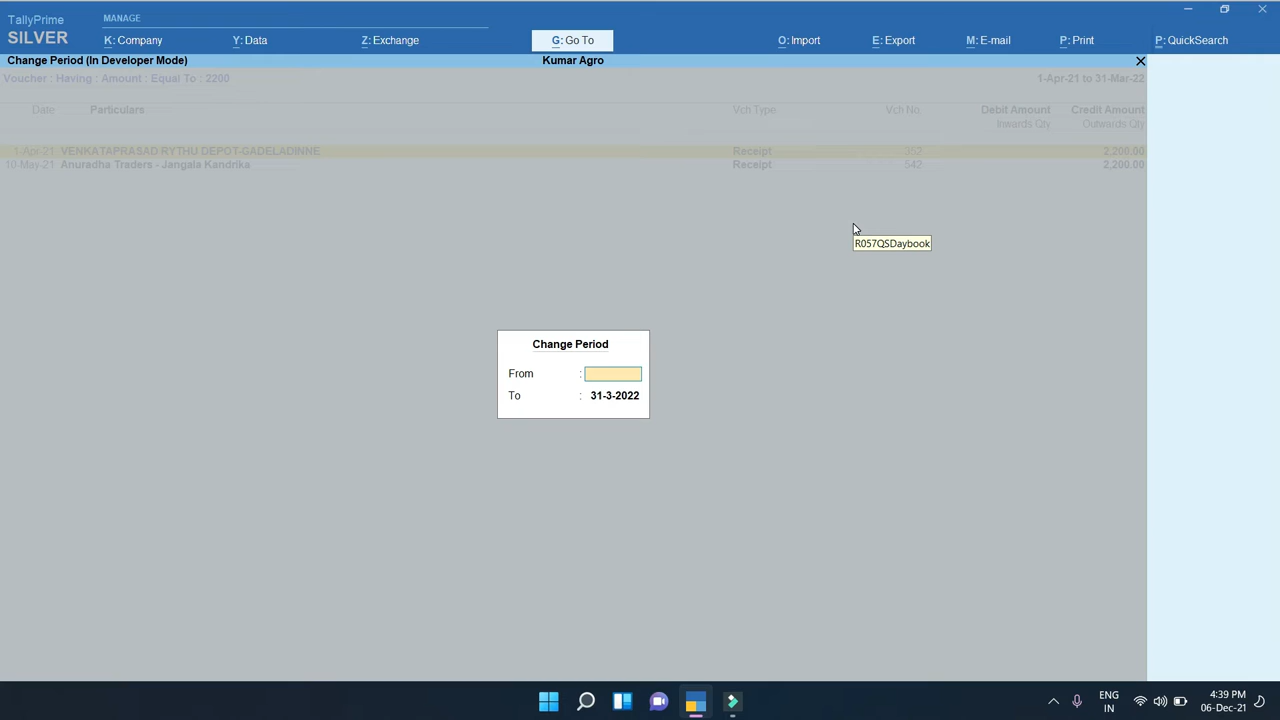 TallyPrime
SILVER
MANAGE
K: Company
Y: Data
Z: Exchange
G: Go To
O: Import
E: Export
M: E-mail
P: Print
P: QuickSearch
Change Period (In Developer Mode)
Kumar Agro
Voucher : Having : Amount : Equal To : 2200
1-Apr-21 to 31-Mar-22
Date Particulars Vch Type Vch No. Debit Amount Credit Amount
Inwards Qty Outwards Qty
1-Apr-21 VENKATAPRASAD RYTHU DEPOT-GADELADINNE Receipt 352 2,200.00
10-May-21 Anuradha Traders - Jangala Kandrika Receipt 542 2,200.00
R057QSDaybook
Change Period
From :
To : 31-3-2022
ENG
IN
4:39 PM
06-Dec-21